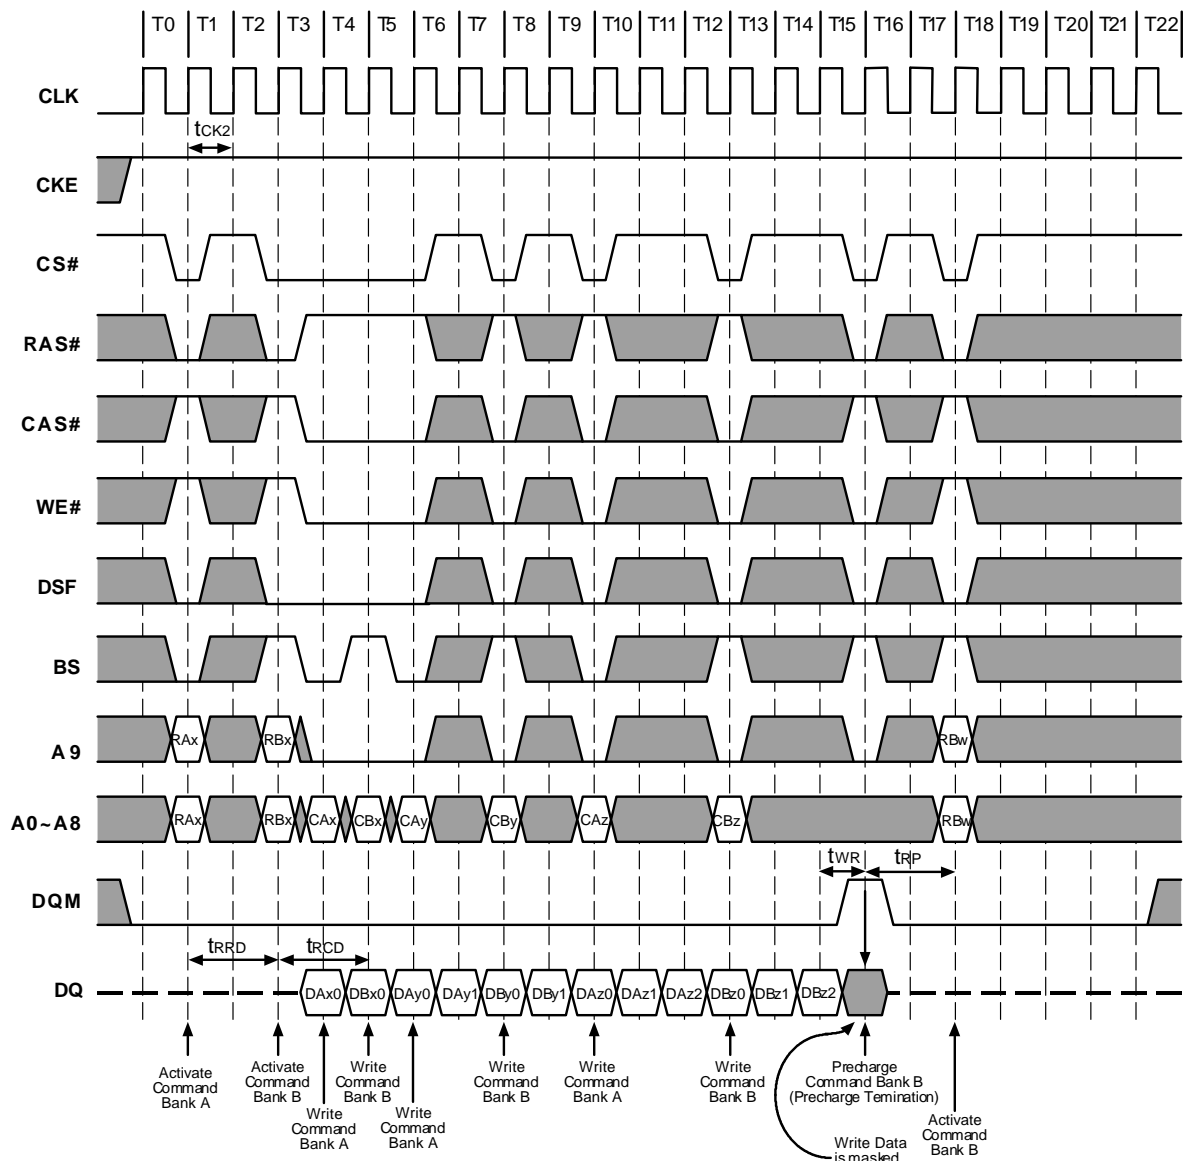 T0 T1 T2 T3 T4 T5 T6 T7 T8 T9 T10 T11 T12 T13 T14 T15 T16 T17 T18 T19 T20 T21 T22
CLK
tCK2
CKE
CS#
RAS#
CAS#
WE#
DSF
BS
A9 RAx RBx RBw
A0~A8 RAx RBx CAx CBx CAy CBy CAz CBz RBw
tWR tRP
DQM
tRRD tRCD
DQ DAx0 DBx0 DAy0 DAy1 DBy0 DBy1 DAz0 DAz1 DAz2 DBz0 DBz1 DBz2
Activate
Command
Bank A
Activate
Command
Bank B
Write
Command
Bank A
Write
Command
Bank B
Write
Command
Bank A
Write
Command
Bank B
Write
Command
Bank A
Write
Command
Bank B
Precharge
Command Bank B
(Precharge Temination)
Write Data
is masked
Activate
Command
Bank B